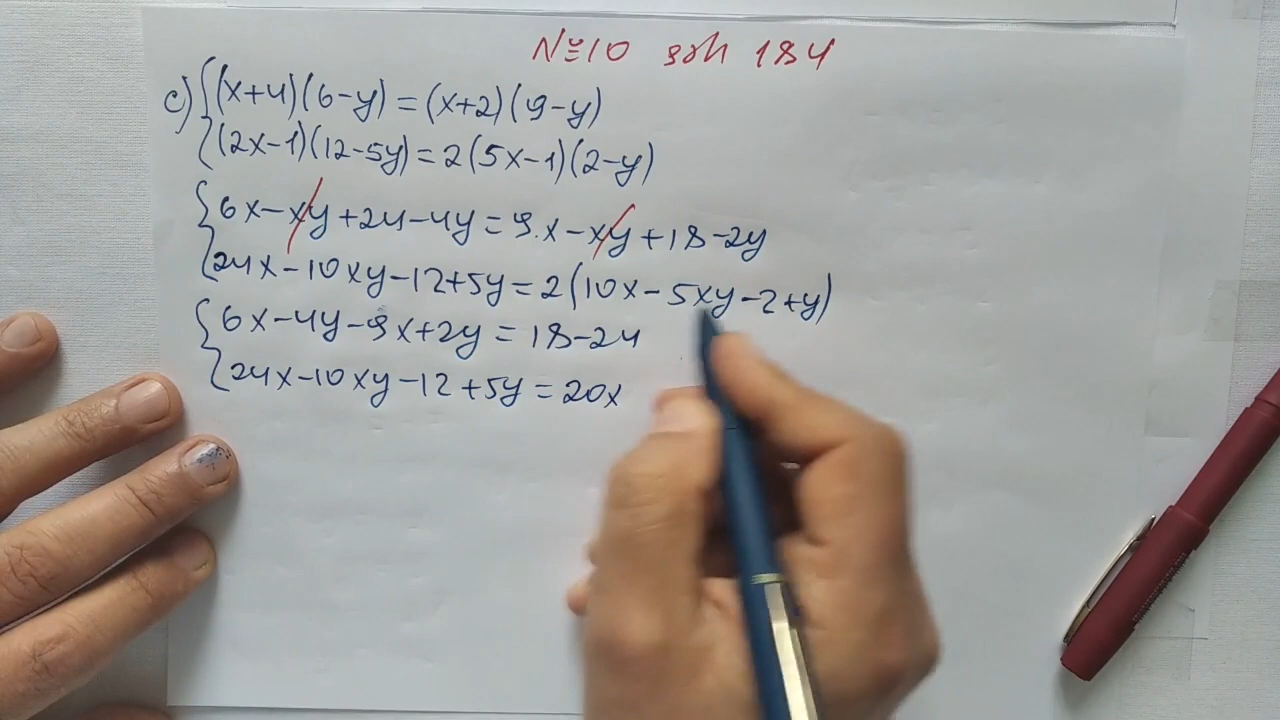 №10 səh 184
c) (x+4)(6-y)=(x+2)(9-y)
(2x-1)(12-5y)=2(5x-1)(2-y)
6x-xy+24-4y=9x-xy+18-2y
24x-10xy-12+5y=2(10x-5xy-2+y)
6x-4y-9x+2y=18-24
24x-10xy-12+5y=20x